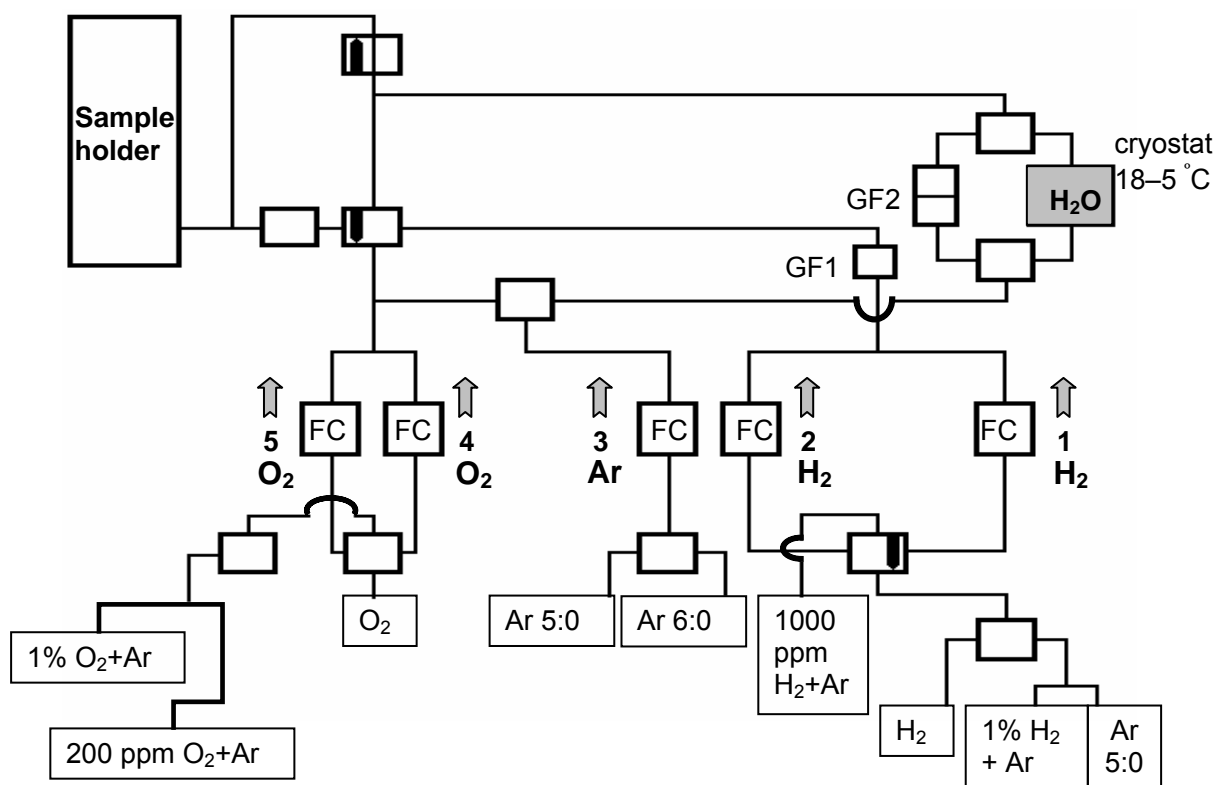 Sample
holder
cryostat
18–5 °C
GF2
H₂O
GF1
FC
5
O₂
FC
4
O₂
3
Ar
FC
FC
2
H₂
FC
1
H₂
O₂
Ar 5:0
Ar 6:0
1000
ppm
H₂+Ar
1% O₂+Ar
200 ppm O₂+Ar
H₂
1% H₂
+ Ar
Ar
5:0